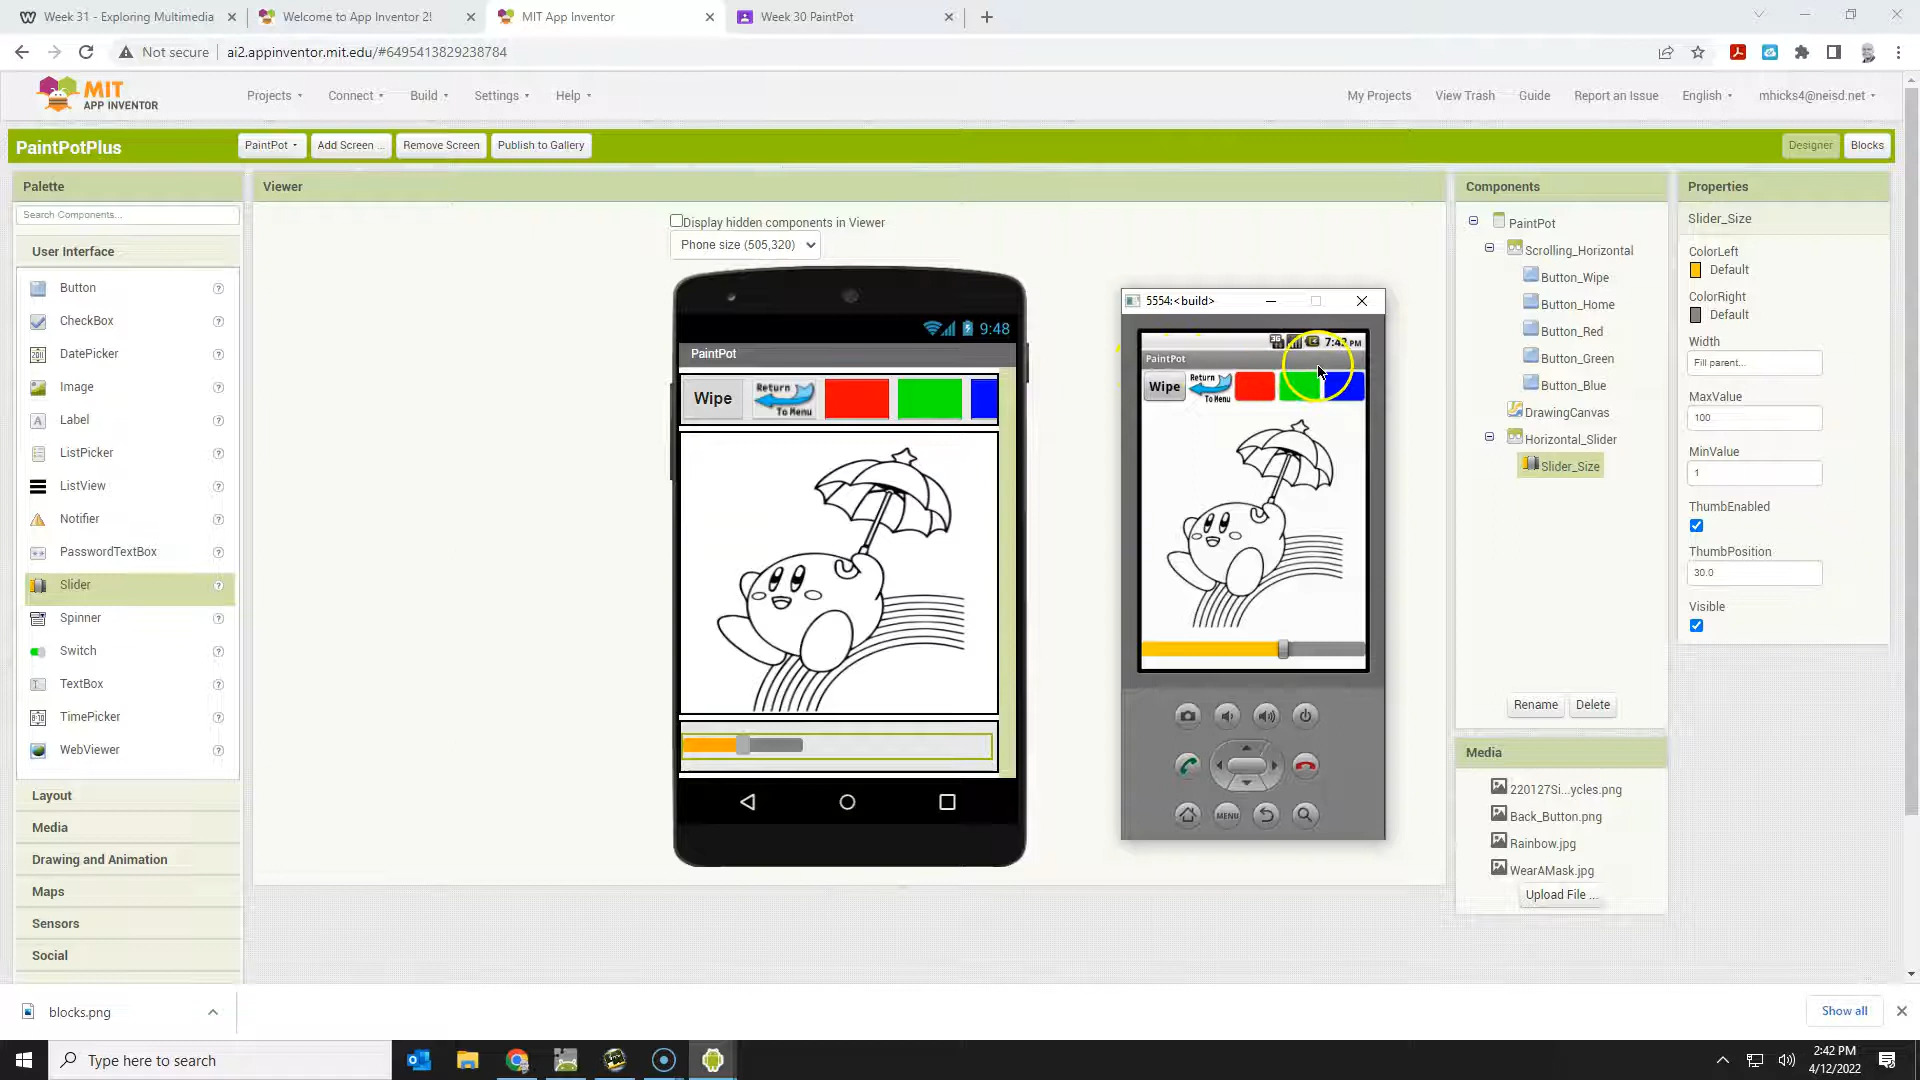 Week 31 - Exploring Multimedia
Welcome to App Inventor 2!
MIT App Inventor
Week 30 PaintPot
Not secure
ai2.appinventor.mit.edu/#6495413829238784
MIT
APP INVENTOR
Projects
Connect
Build
Settings
Help
My Projects
View Trash
Guide
Report an Issue
English
mhicks4@neisd.net
PaintPotPlus
PaintPot
Add Screen ...
Remove Screen
Publish to Gallery
Designer
Blocks
Palette
Search Components...
User Interface
Button
CheckBox
DatePicker
Image
Label
ListPicker
ListView
Notifier
PasswordTextBox
Slider
Spinner
Switch
TextBox
TimePicker
WebViewer
Layout
Media
Drawing and Animation
Maps
Sensors
Social
Viewer
Display hidden components in Viewer
Phone size (505,320)
9:48
PaintPot
Wipe
Return
To Menu
5554:<build>
PaintPot
Wipe
Return
To Menu
MENU
Components
PaintPot
Scrolling_Horizontal
Button_Wipe
Button_Home
Button_Red
Button_Green
Button_Blue
DrawingCanvas
Horizontal_Slider
Slider_Size
Rename
Delete
Media
220127Si...ycles.png
Back_Button.png
Rainbow.jpg
WearAMask.jpg
Upload File ...
Properties
Slider_Size
ColorLeft
Default
ColorRight
Default
Width
Fill parent...
MaxValue
100
MinValue
1
ThumbEnabled
ThumbPosition
30.0
Visible
blocks.png
Show all
Type here to search
2:42 PM
4/12/2022